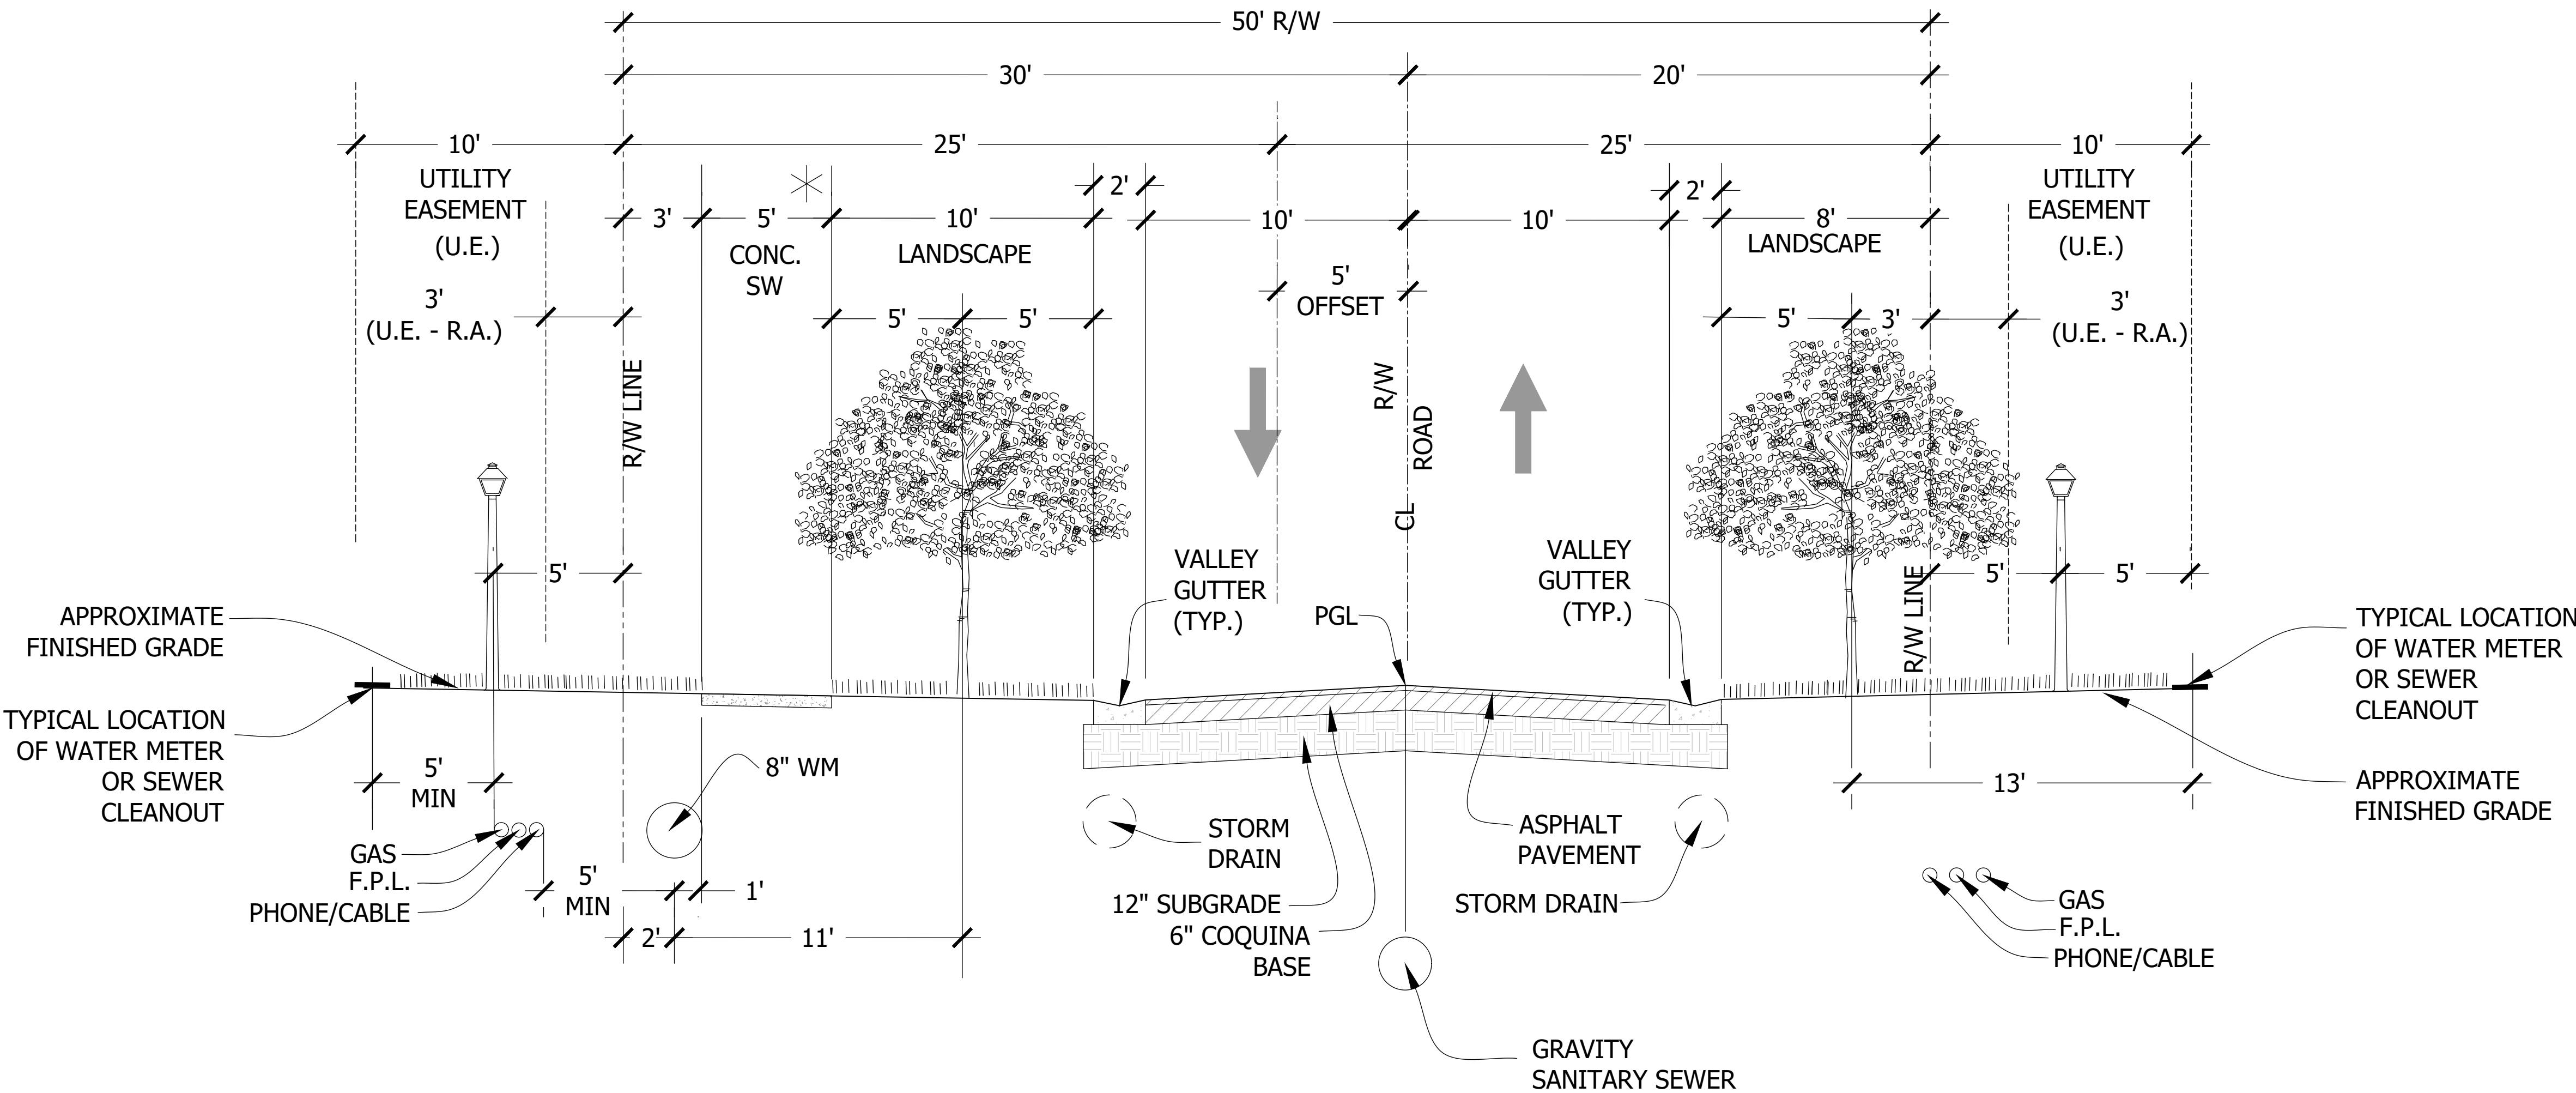 50' R/W
30'
20'
10'
25'
25'
10'
UTILITY
EASEMENT
(U.E.)
UTILITY
EASEMENT
(U.E.)
2'
2'
3'
5'
10'
10'
10'
8'
CONC.
SW
LANDSCAPE
LANDSCAPE
5'
OFFSET
3'
(U.E. - R.A.)
3'
(U.E. - R.A.)
5'
5'
5'
3'
R/W LINE
R/W
CL ROAD
R/W LINE
5'
5'
5'
VALLEY
GUTTER
(TYP.)
VALLEY
GUTTER
(TYP.)
PGL
APPROXIMATE
FINISHED GRADE
TYPICAL LOCATION
OF WATER METER
OR SEWER
CLEANOUT
TYPICAL LOCATION
OF WATER METER
OR SEWER
CLEANOUT
5'
MIN
8" WM
13'
APPROXIMATE
FINISHED GRADE
STORM
DRAIN
ASPHALT
PAVEMENT
GAS
F.P.L.
PHONE/CABLE
5'
MIN
1'
12" SUBGRADE
6" COQUINA
BASE
STORM DRAIN
GAS
F.P.L.
PHONE/CABLE
2'
11'
GRAVITY
SANITARY SEWER